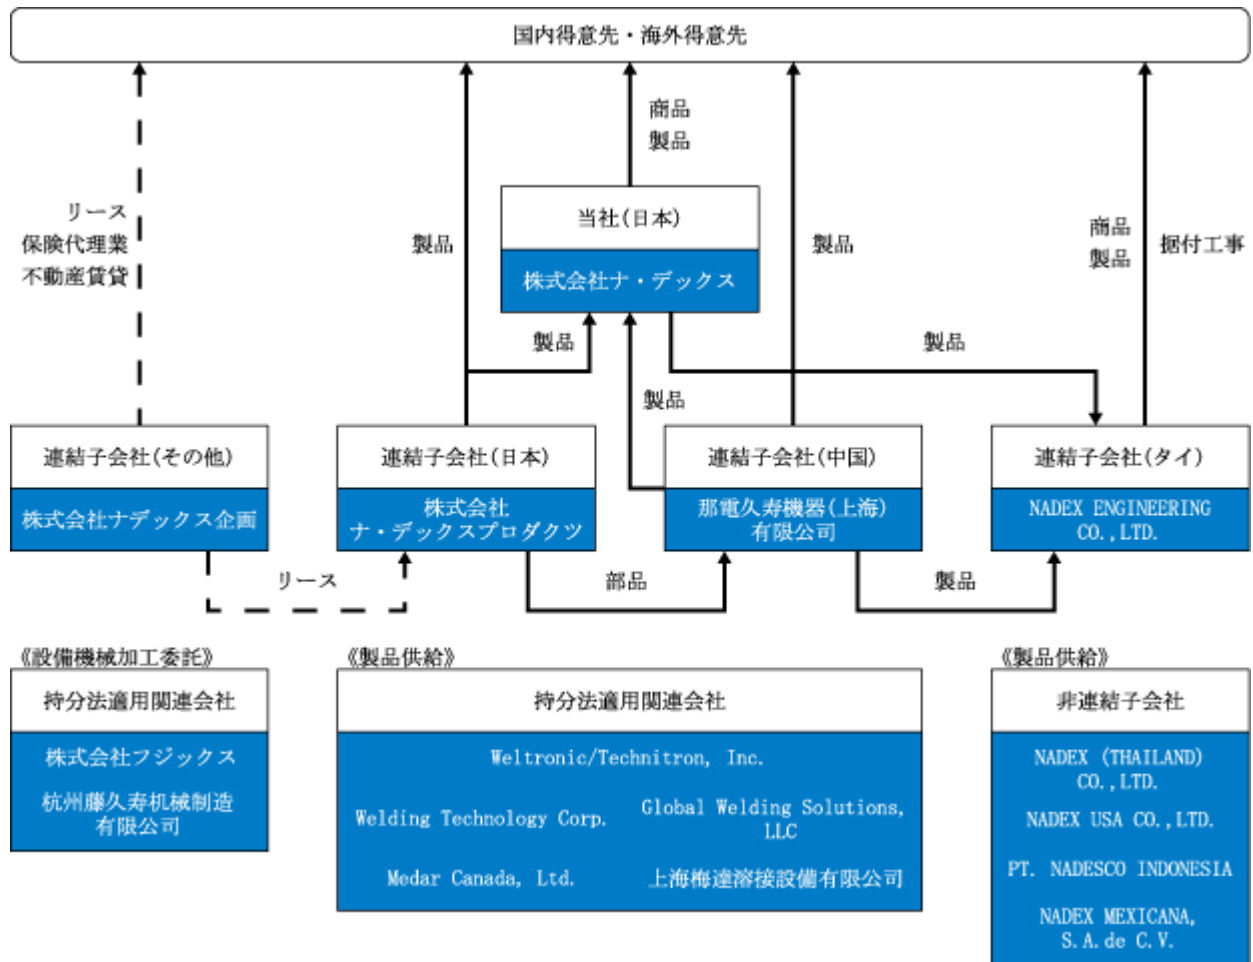 国内得意先・海外得意先
商品
製品
リース
保険代理業
不動産賃貸
製品
当社(日本)
株式会社ナ・デックス
製品
商品
製品
据付工事
製品
製品
製品
連結子会社(その他)
株式会社ナデックス企画
連結子会社(日本)
株式会社
ナ・デックスプロダクツ
連結子会社(中国)
那電久寿機器(上海)
有限公司
連結子会社(タイ)
NADEX ENGINEERING
CO.,LTD.
リース
部品
製品
《設備機械加工委託》
持分法適用関連会社
株式会社フジックス
杭州藤久寿机械制造
有限公司
《製品供給》
持分法適用関連会社
Weltronic/Technitron, Inc.
Welding Technology Corp.
Global Welding Solutions,
LLC
Medar Canada, Ltd.
上海梅達溶接設備有限公司
《製品供給》
非連結子会社
NADEX (THAILAND)
CO.,LTD.
NADEX USA CO.,LTD.
PT. NADESCO INDONESIA
NADEX MEXICANA,
S.A.de C.V.